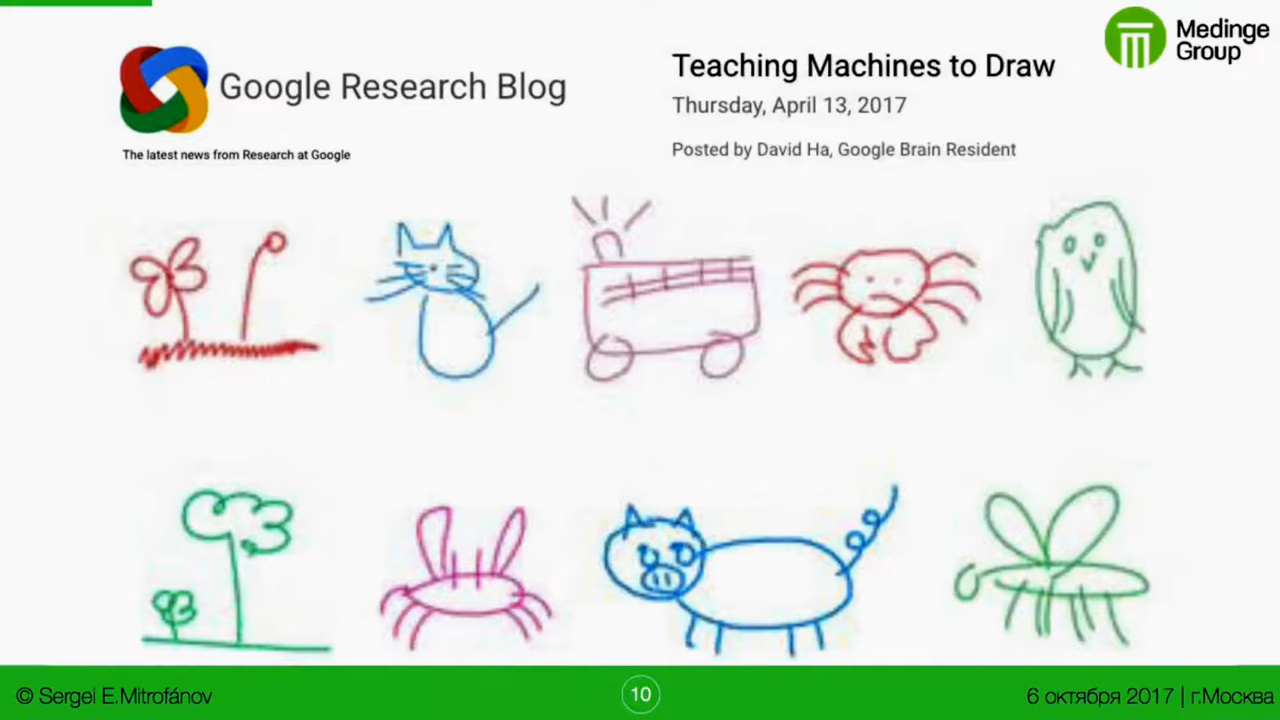 Medinge
Group
Google Research Blog
The latest news from Research at Google
Teaching Machines to Draw
Thursday, April 13, 2017
Posted by David Ha, Google Brain Resident
© Sergei E.Mitrofánov
10
6 октября 2017 | г.Москва